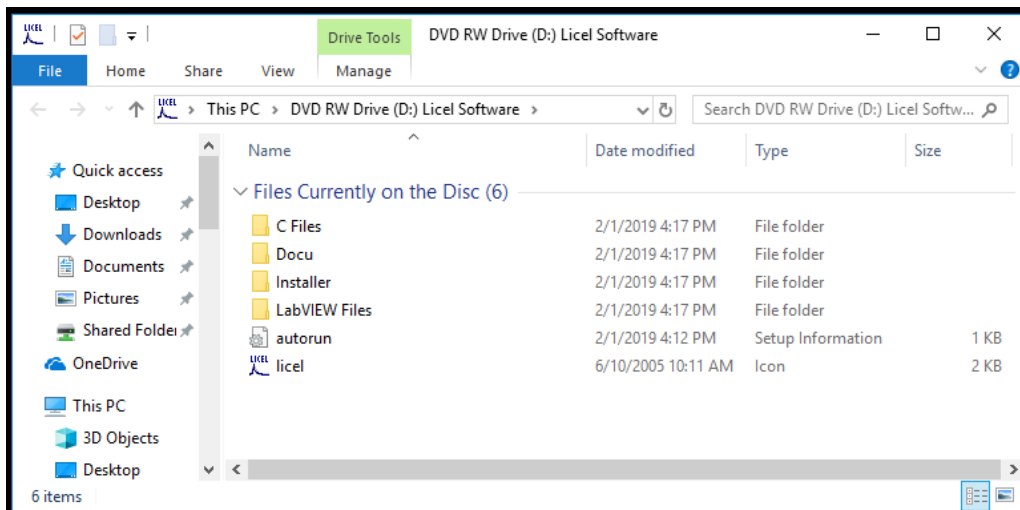 LICEL
Drive Tools
DVD RW Drive (D:) Licel Software
File Home Share View Manage
LICEL This PC DVD RW Drive (D:) Licel Software
Search DVD RW Drive (D:) Licel Softw...
Name Date modified Type Size
Quick access
Files Currently on the Disc (6)
Desktop
C Files 2/1/2019 4:17 PM File folder
Downloads
Docu 2/1/2019 4:17 PM File folder
Documents
Installer 2/1/2019 4:17 PM File folder
Pictures
LabVIEW Files 2/1/2019 4:17 PM File folder
Shared Folder
autorun 2/1/2019 4:12 PM Setup Information 1 KB
OneDrive
LICEL licel 6/10/2005 10:11 AM Icon 2 KB
This PC
3D Objects
Desktop
6 items